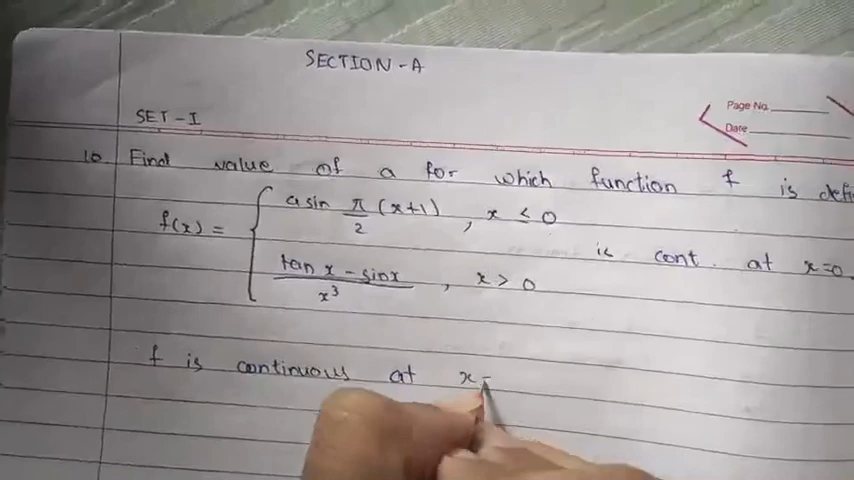 SECTION-A
Page No.
Date
SET-I
10 Find value of a for which function f is defi
f(x) = { a sin π/2 (x+1) , x ≤ 0
is cont. at x=0.
tan x - sin x / x³ , x > 0
f is continuous at x=